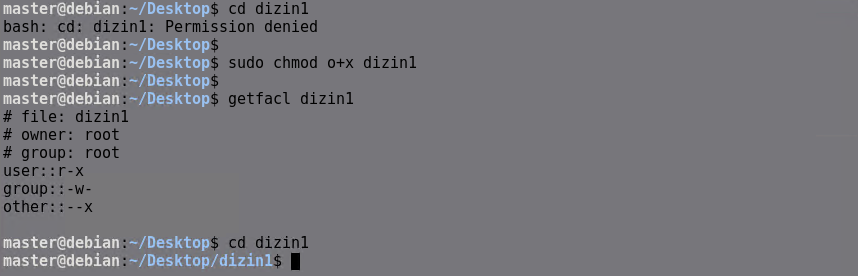 master@debian:~/Desktop$ cd dizin1
bash: cd: dizin1: Permission denied
master@debian:~/Desktop$
master@debian:~/Desktop$ sudo chmod o+x dizin1
master@debian:~/Desktop$
master@debian:~/Desktop$ getfacl dizin1
# file: dizin1
# owner: root
# group: root
user::r-x
group::-w-
other::--x
master@debian:~/Desktop$ cd dizin1
master@debian:~/Desktop/dizin1$